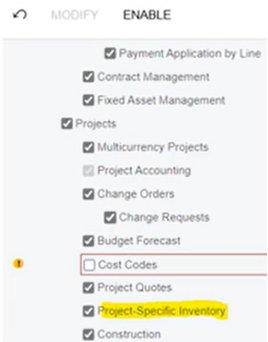 MODIFY ENABLE
Payment Application by Line
Contract Management
Fixed Asset Management
Projects
Multicurrency Projects
Project Accounting
Change Orders
Change Requests
Budget Forecast
Cost Codes
Project Quotes
Project-Specific Inventory
Construction